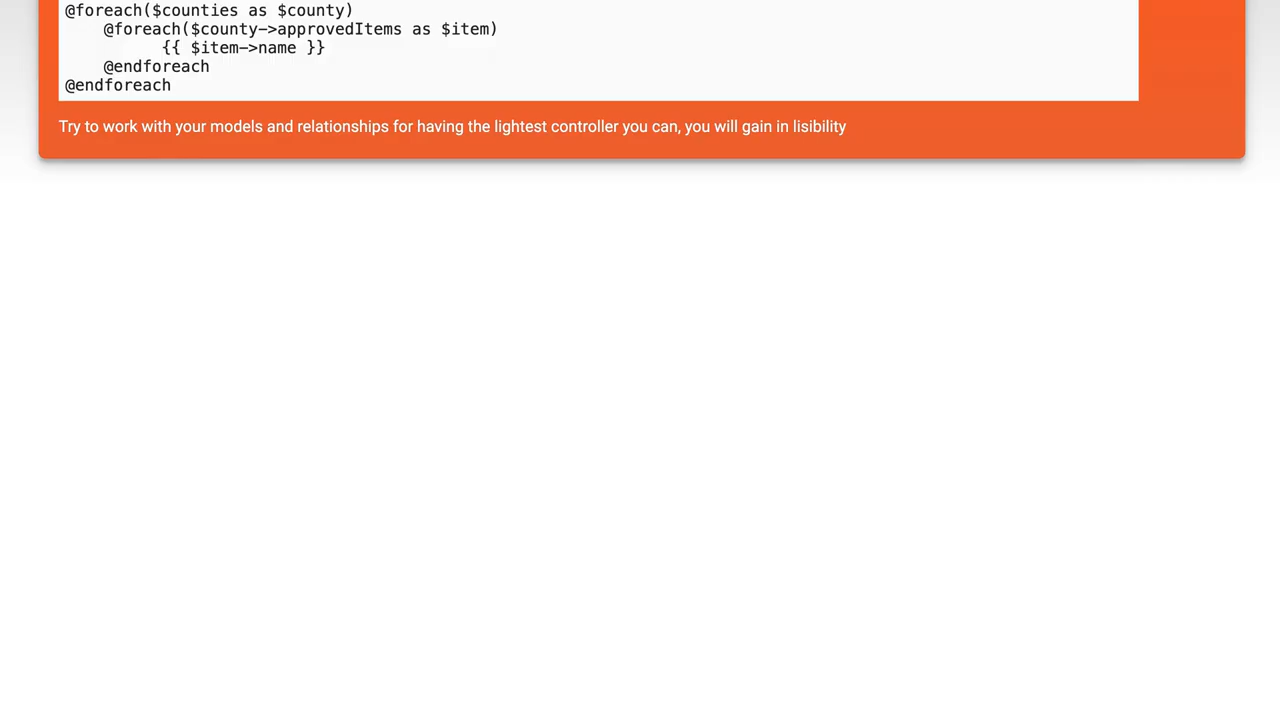 @foreach($counties as $county)
    @foreach($county->approvedItems as $item)
          {{ $item->name }}
    @endforeach
@endforeach
Try to work with your models and relationships for having the lightest controller you can, you will gain in lisibility